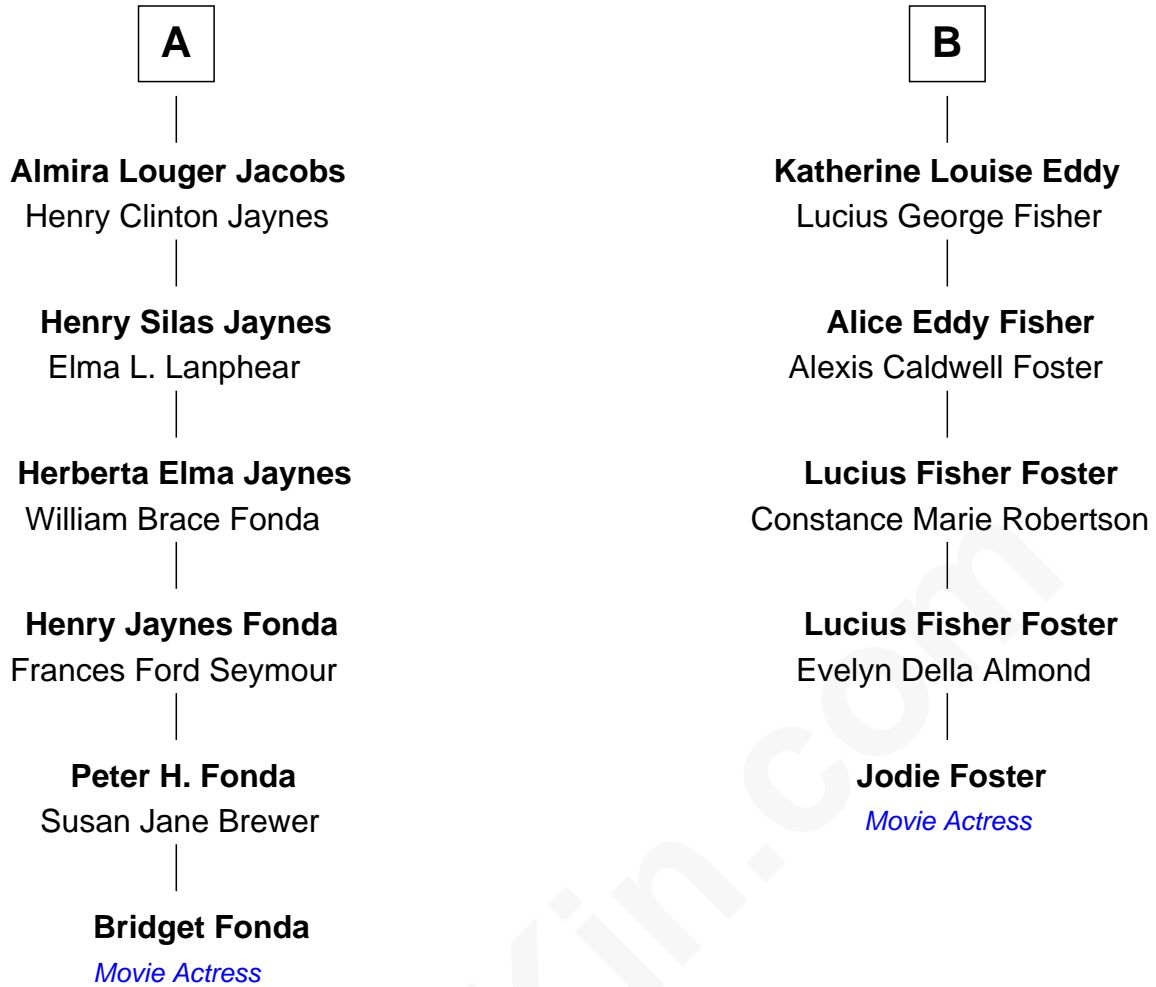 A
Almira Louger Jacobs
Henry Clinton Jaynes
Henry Silas Jaynes
Elma L. Lanphear
Herberta Elma Jaynes
William Brace Fonda
Henry Jaynes Fonda
Frances Ford Seymour
Peter H. Fonda
Susan Jane Brewer
Bridget Fonda
Movie Actress
B
Katherine Louise Eddy
Lucius George Fisher
Alice Eddy Fisher
Alexis Caldwell Foster
Lucius Fisher Foster
Constance Marie Robertson
Lucius Fisher Foster
Evelyn Della Almond
Jodie Foster
Movie Actress
Kin.com